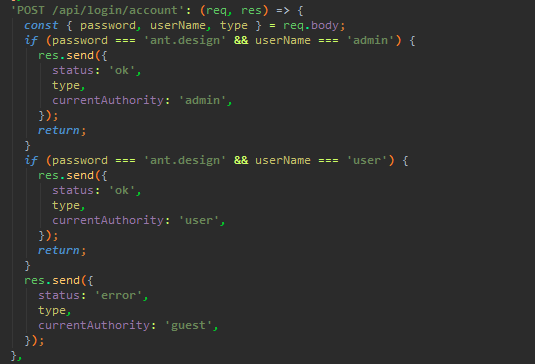 'POST /api/login/account': (req, res) => {
  const { password, userName, type } = req.body;
  if (password === 'ant.design' && userName === 'admin') {
    res.send({
      status: 'ok',
      type,
      currentAuthority: 'admin',
    });
    return;
  }
  if (password === 'ant.design' && userName === 'user') {
    res.send({
      status: 'ok',
      type,
      currentAuthority: 'user',
    });
    return;
  }
  res.send({
    status: 'error',
    type,
    currentAuthority: 'guest',
  });
},